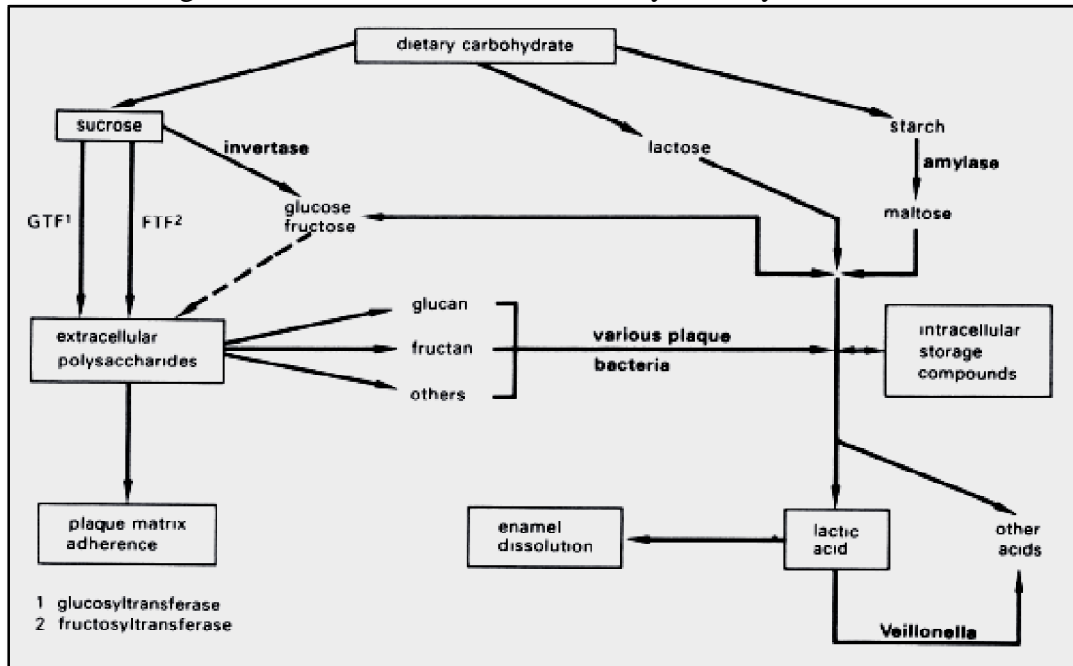 dietary carbohydrate
sucrose
starch
invertase
lactose
amylase
GTF¹
FTF²
glucose
fructose
maltose
glucan
extracellular
polysaccharides
fructan
others
various plaque
bacteria
intracellular
storage
compounds
plaque matrix
adherence
enamel
dissolution
lactic
acid
other
acids
1 glucosyltransferase
2 fructosyltransferase
Veillonella